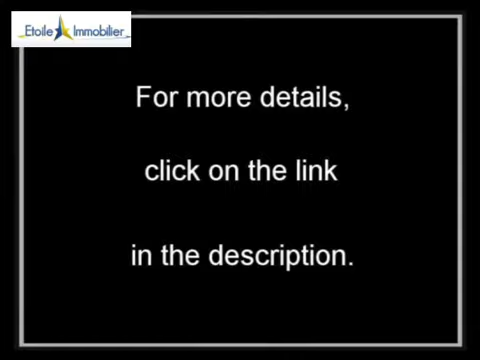 Etoile Immobilier
For more details,
click on the link
in the description.